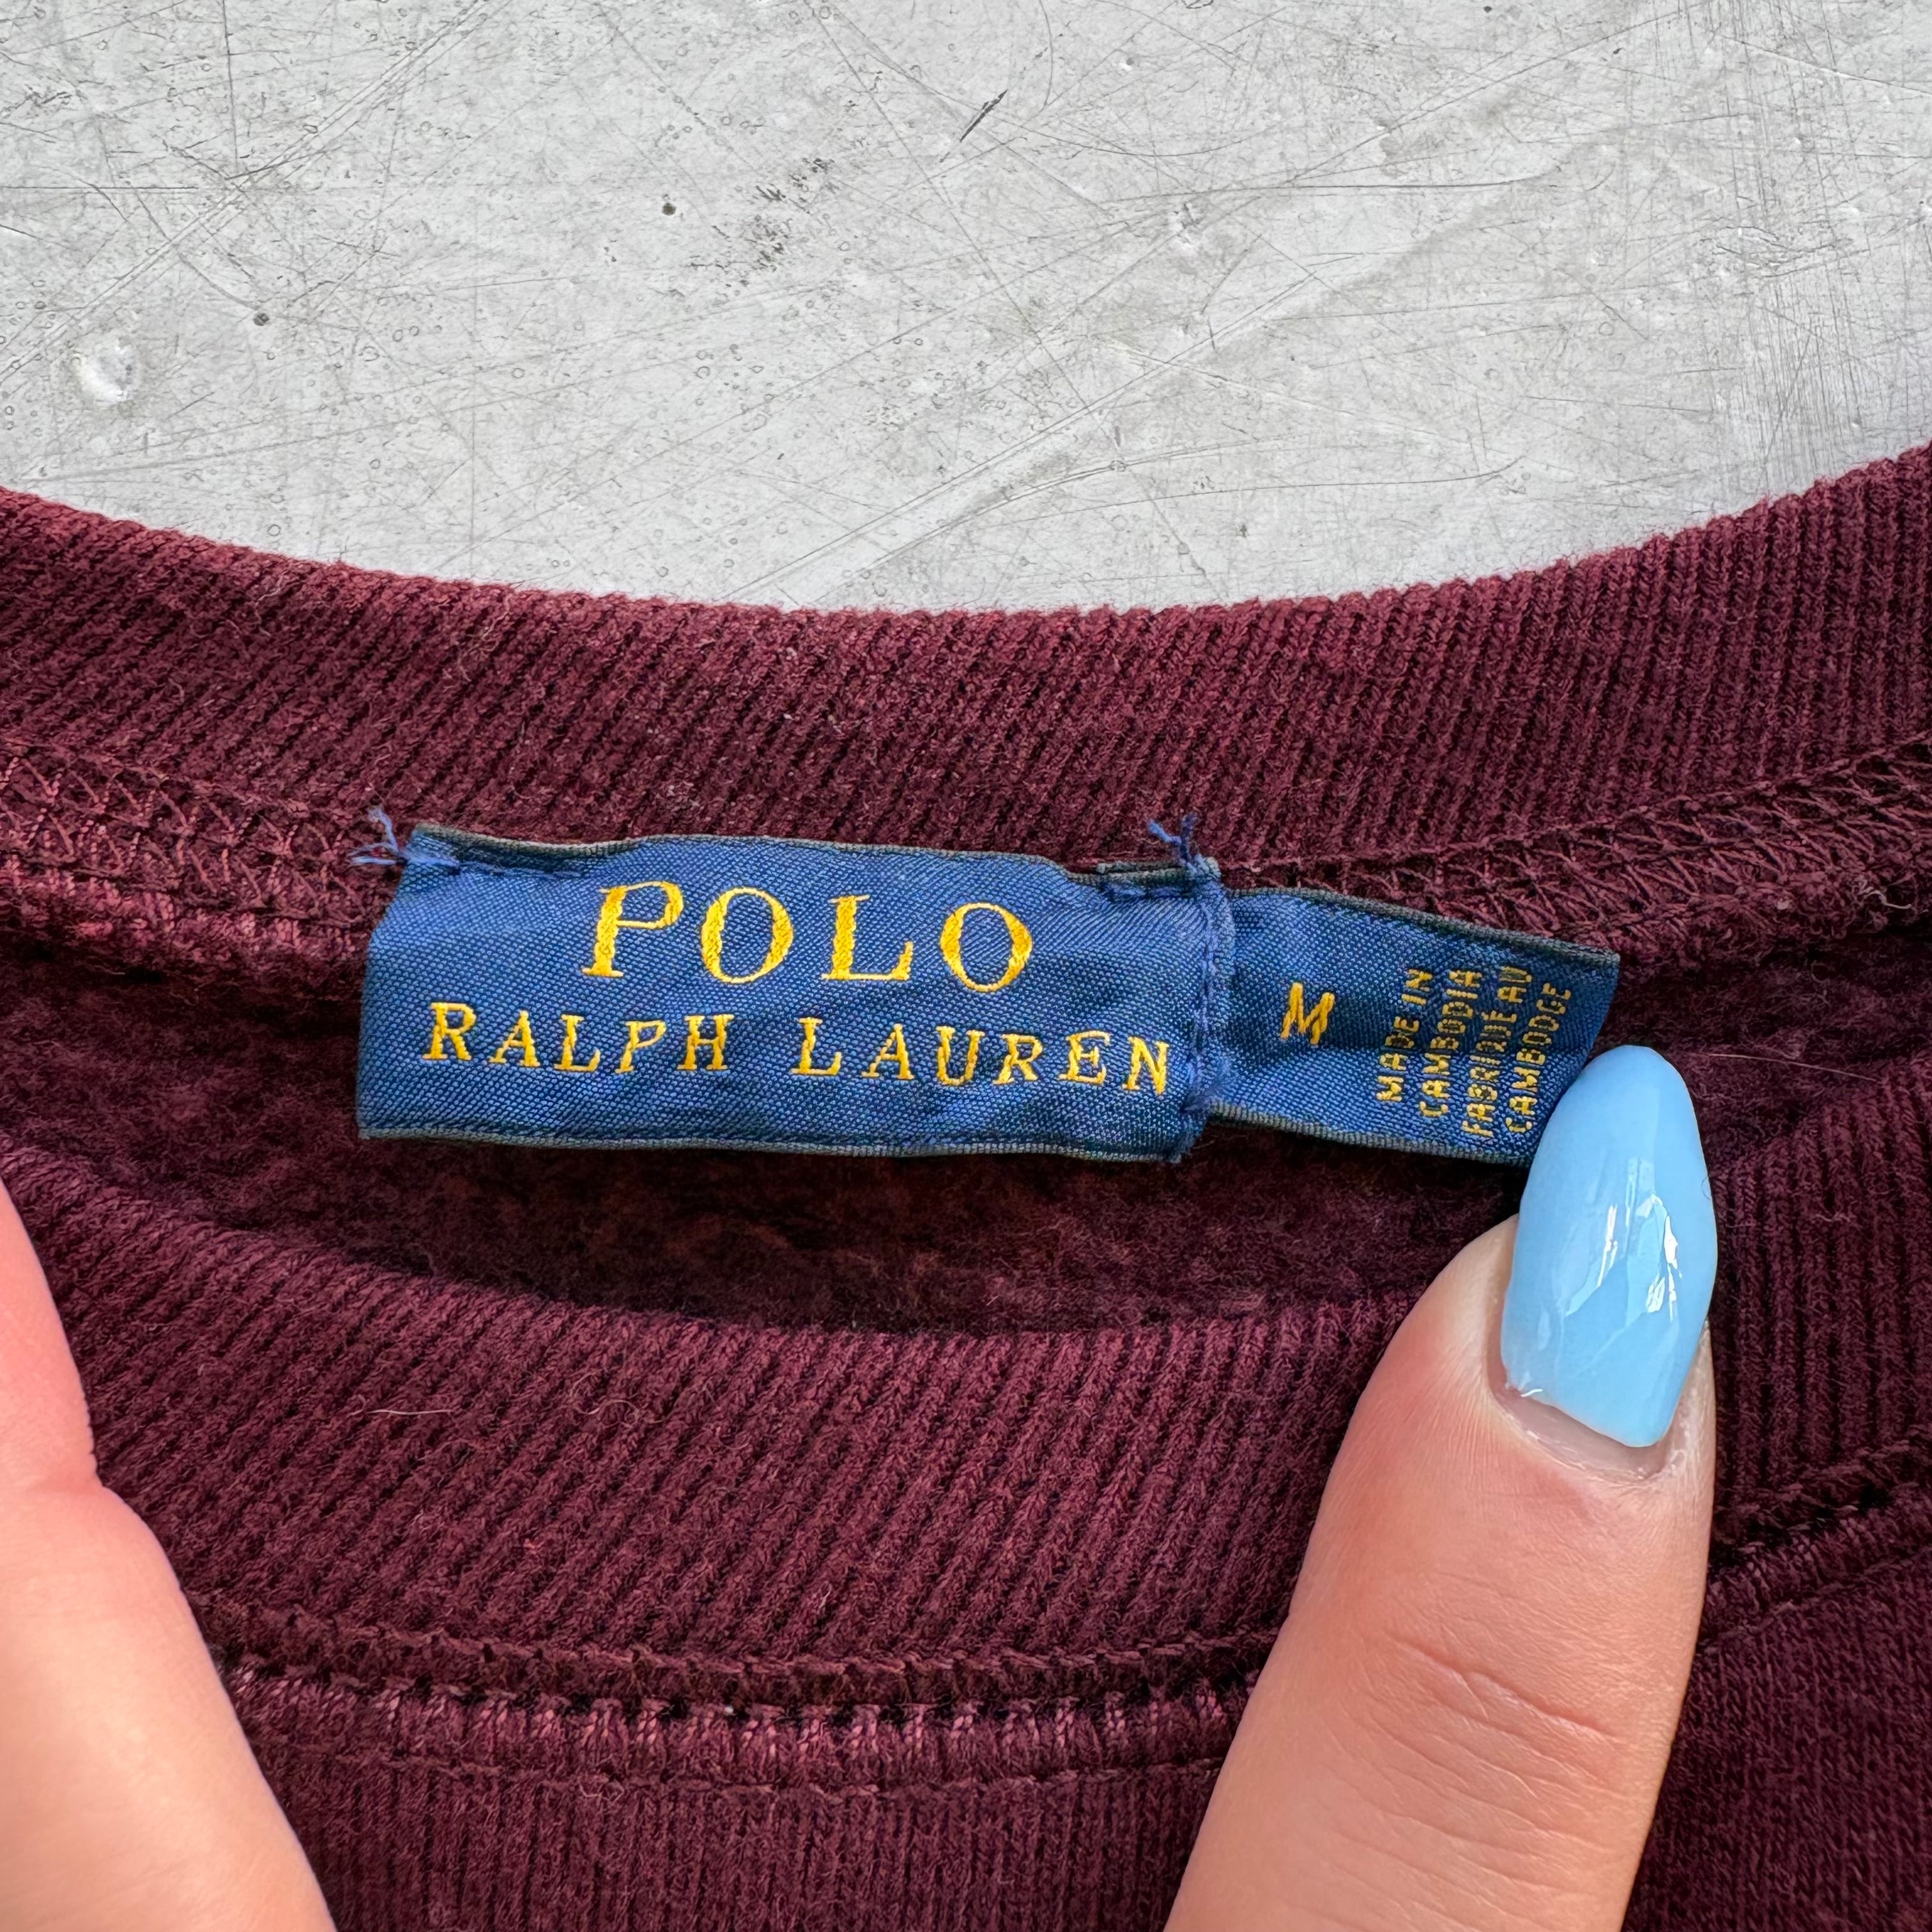 POLO
RALPH LAUREN
M
MADE IN
CAMBODIA
FABRIQUÉ AU
CAMBODGE